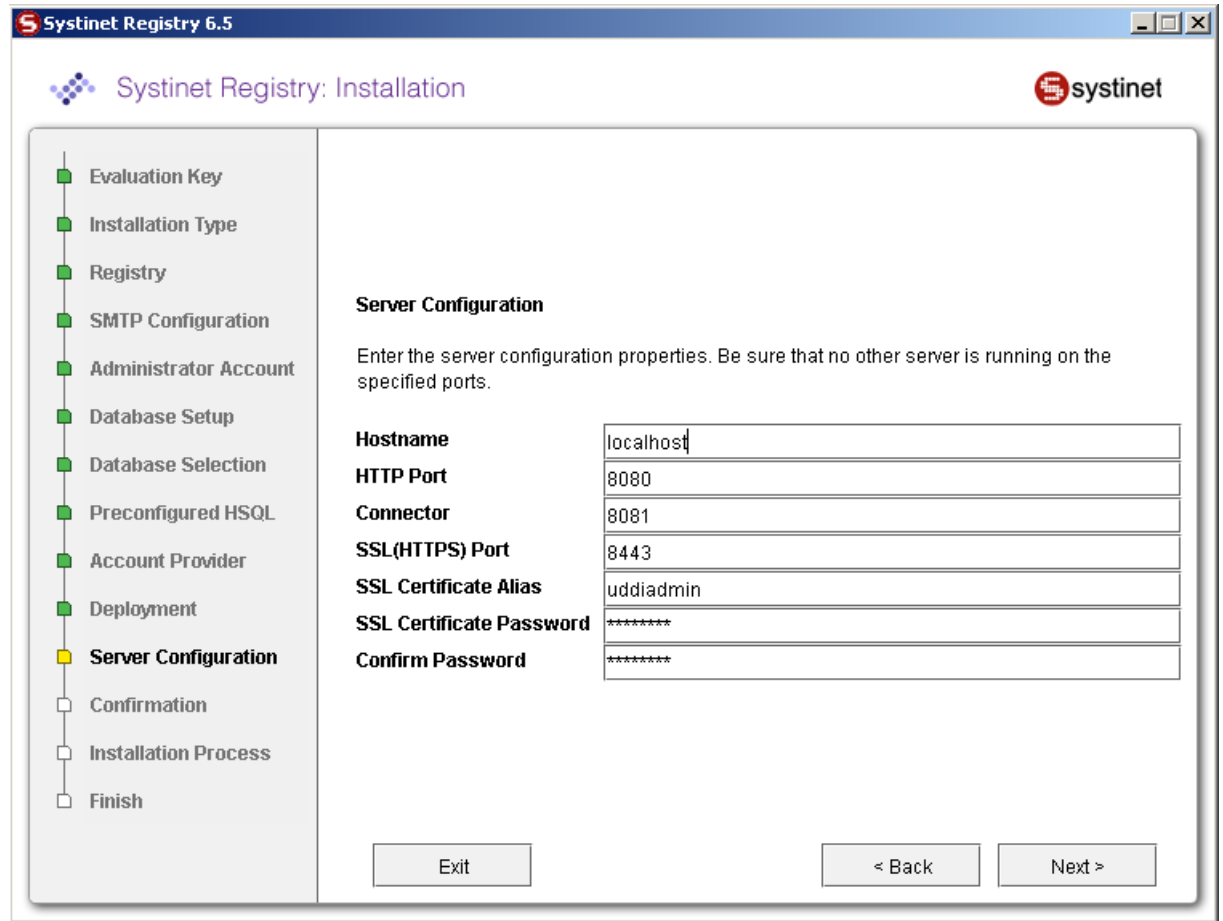 Systinet Registry 6.5
Systinet Registry: Installation
systinet
Evaluation Key
Installation Type
Registry
SMTP Configuration
Administrator Account
Database Setup
Database Selection
Preconfigured HSQL
Account Provider
Deployment
Server Configuration
Confirmation
Installation Process
Finish
Server Configuration
Enter the server configuration properties. Be sure that no other server is running on the
specified ports.
Hostname localhost
HTTP Port 8080
Connector 8081
SSL(HTTPS) Port 8443
SSL Certificate Alias uddiadmin
SSL Certificate Password ********
Confirm Password ********
Exit < Back Next >